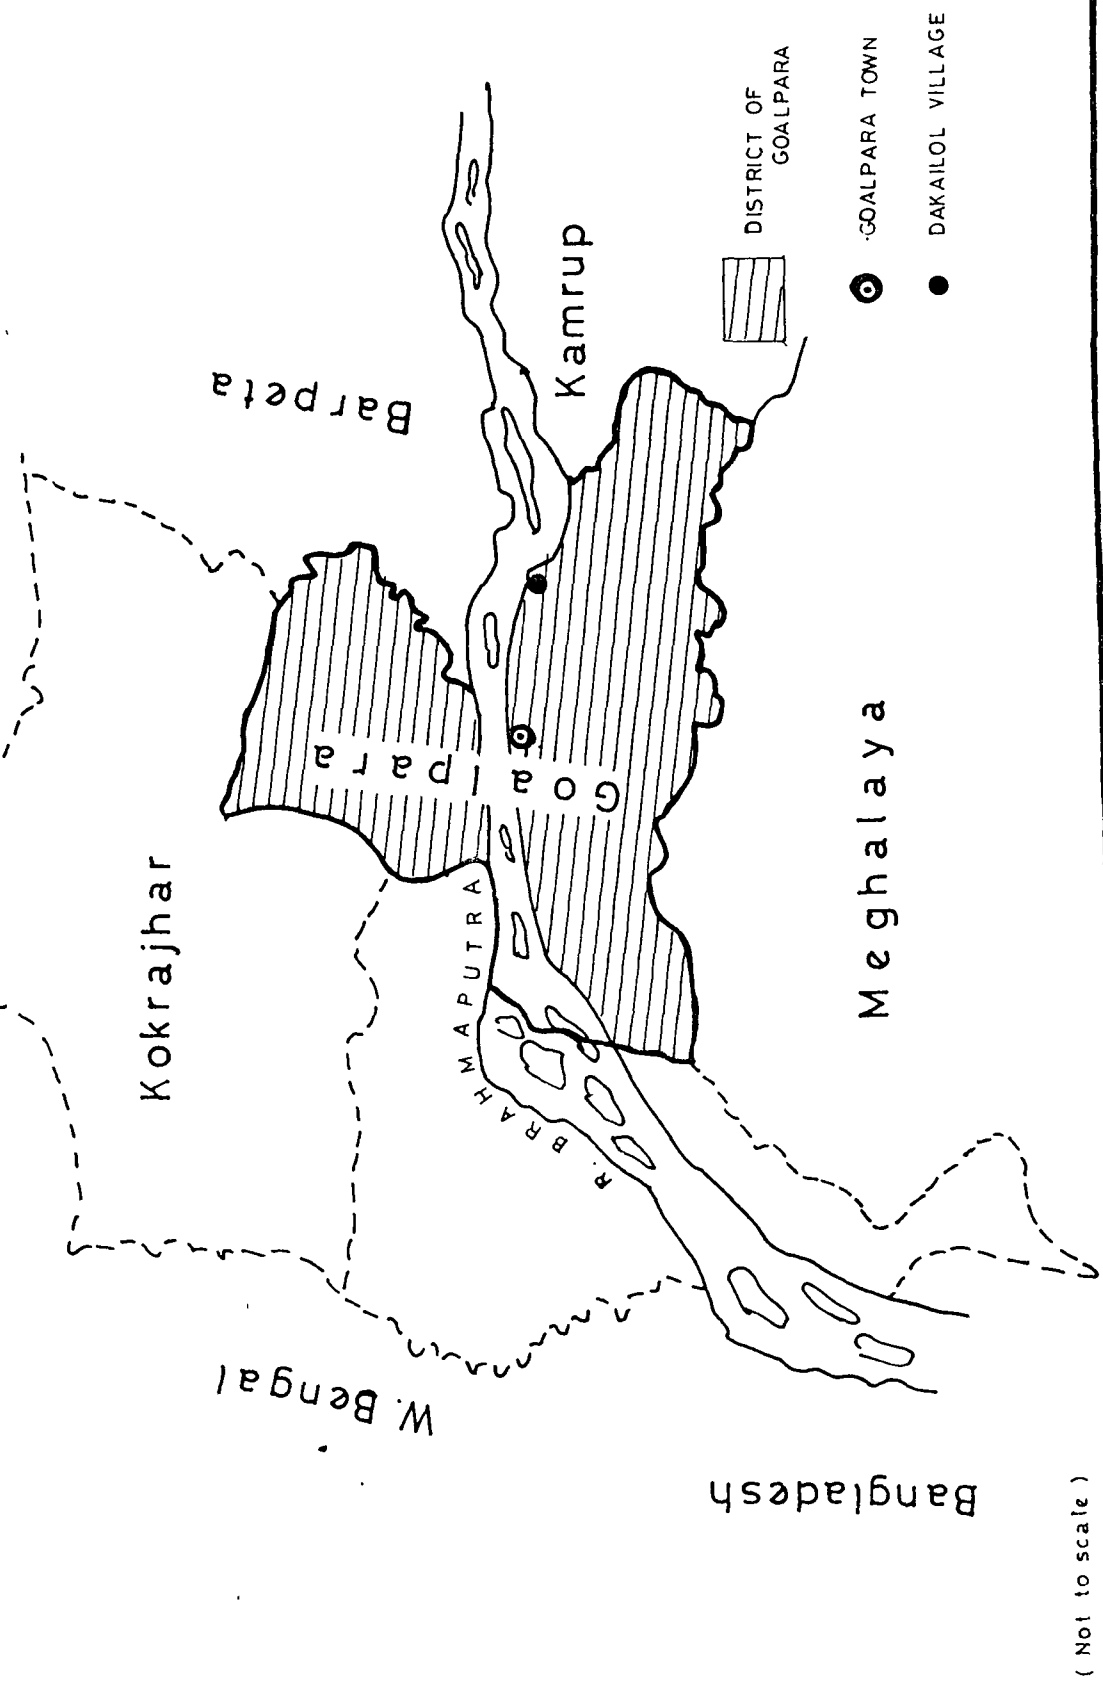 Kokrajhar
Barpeta
W. Bengal
Goalpara
R. BRAHMAPUTRA
Kamrup
Meghalaya
Bangladesh
DISTRICT OF
GOALPARA
GOALPARA TOWN
DAKAILOL VILLAGE
( Not to scale )